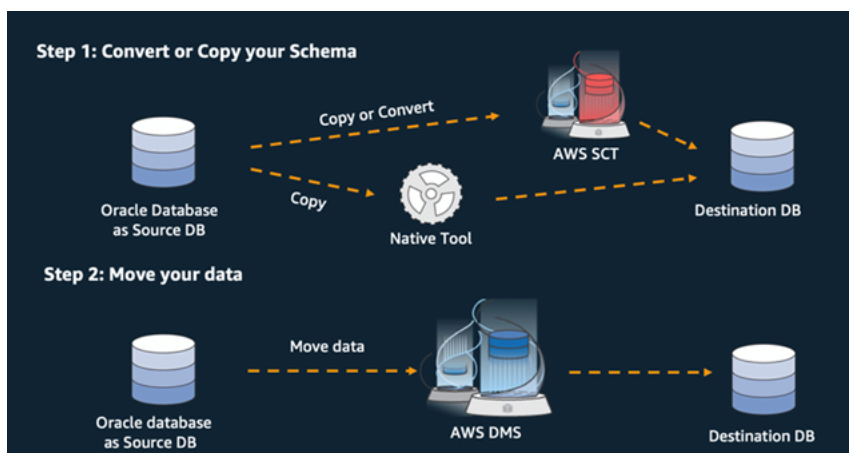 Step 1: Convert or Copy your Schema
Copy or Convert
AWS SCT
Oracle Database
as Source DB
Copy
Native Tool
Destination DB
Step 2: Move your data
Move data
Oracle database
as Source DB
AWS DMS
Destination DB